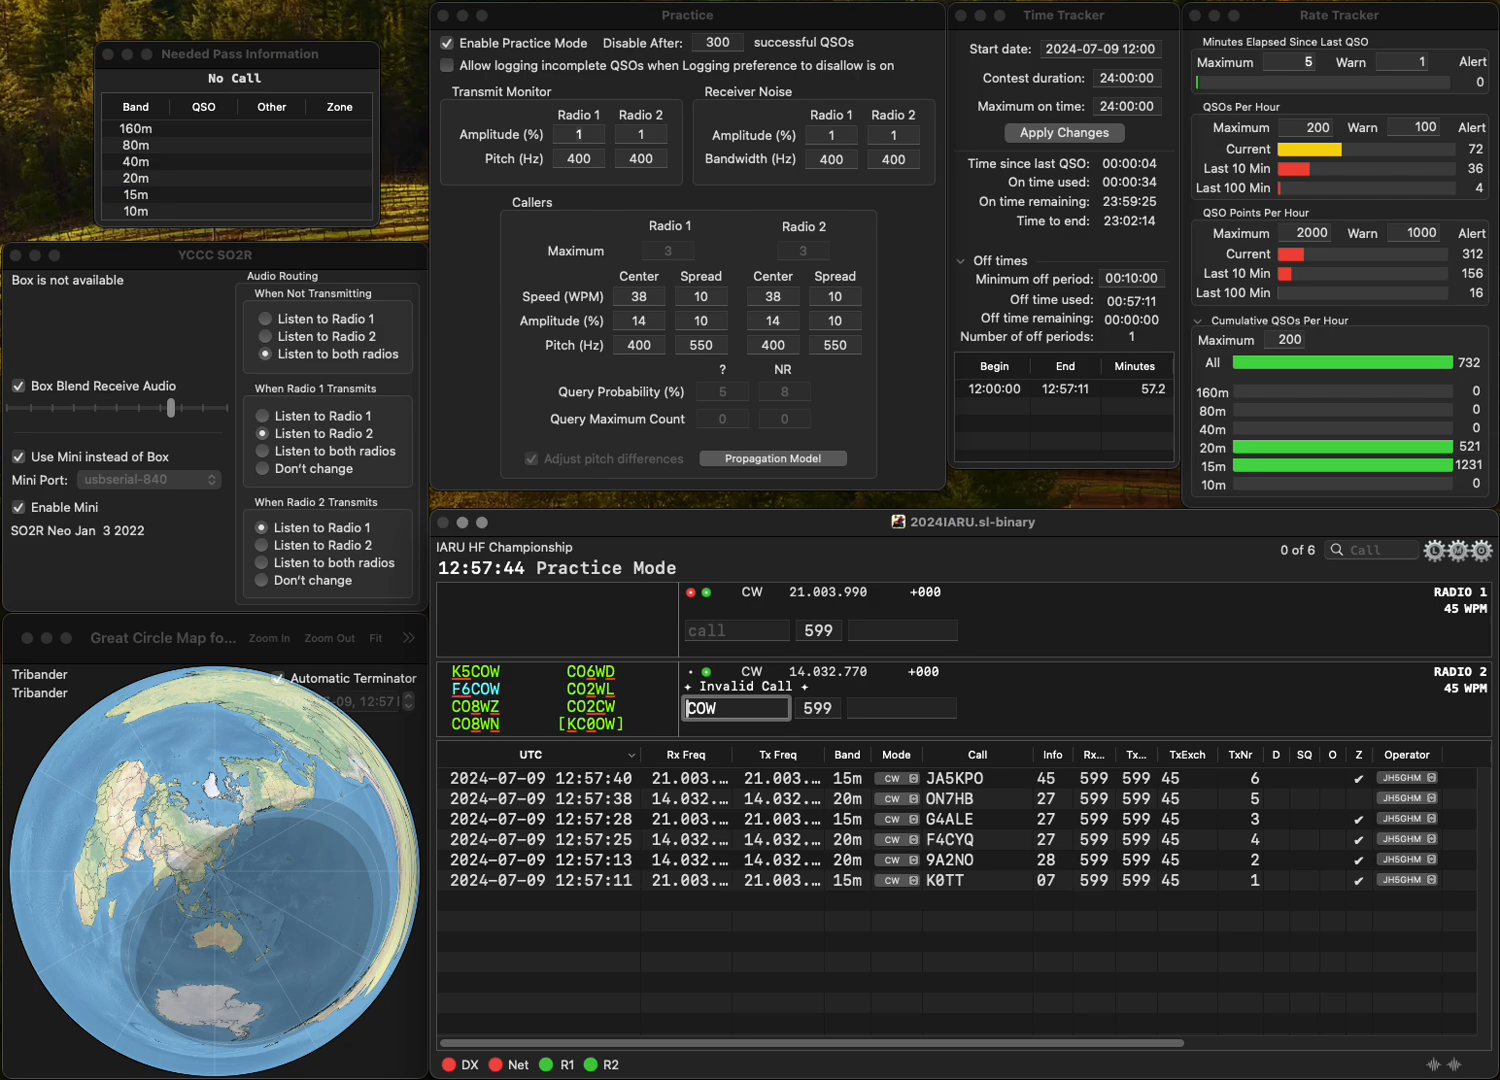 Needed Pass Information
No Call
Band QSO Other Zone
160m
80m
40m
20m
15m
10m
YCCC SO2R
Box is not available
Audio Routing
When Not Transmitting
Listen to Radio 1
Listen to Radio 2
Listen to both radios
Box Blend Receive Audio
When Radio 1 Transmits
Listen to Radio 1
Listen to Radio 2
Listen to both radios
Don't change
Use Mini instead of Box
Mini Port: usbserial-840
Enable Mini
SO2R Neo Jan 3 2022
When Radio 2 Transmits
Listen to Radio 1
Listen to Radio 2
Listen to both radios
Don't change
Great Circle Map fo... Zoom In Zoom Out Fit
Tribander
Tribander
Automatic Terminator
-09, 12:57
Practice
Enable Practice Mode Disable After: 300 successful QSOs
Allow logging incomplete QSOs when Logging preference to disallow is on
Transmit Monitor
Radio 1 Radio 2
Amplitude (%) 1 1
Pitch (Hz) 400 400
Receiver Noise
Radio 1 Radio 2
Amplitude (%) 1 1
Bandwidth (Hz) 400 400
Callers
Radio 1 Radio 2
Maximum 3 3
Center Spread Center Spread
Speed (WPM) 38 10 38 10
Amplitude (%) 14 10 14 10
Pitch (Hz) 400 550 400 550
? NR
Query Probability (%) 5 8
Query Maximum Count 0 0
Adjust pitch differences Propagation Model
Time Tracker
Start date: 2024-07-09 12:00
Contest duration: 24:00:00
Maximum on time: 24:00:00
Apply Changes
Time since last QSO: 00:00:04
On time used: 00:00:34
On time remaining: 23:59:25
Time to end: 23:02:14
Off times
Minimum off period: 00:10:00
Off time used: 00:57:11
Off time remaining: 00:00:00
Number of off periods: 1
Begin End Minutes
12:00:00 12:57:11 57.2
Rate Tracker
Minutes Elapsed Since Last QSO
Maximum 5 Warn 1 Alert
0
QSOs Per Hour
Maximum 200 Warn 100 Alert
Current 72
Last 10 Min 36
Last 100 Min 4
QSO Points Per Hour
Maximum 2000 Warn 1000 Alert
Current 312
Last 10 Min 156
Last 100 Min 16
Cumulative QSOs Per Hour
Maximum 200
All 732
160m 0
80m 0
40m 0
20m 521
15m 1231
10m 0
2024IARU.sl-binary
IARU HF Championship
12:57:44 Practice Mode
0 of 6 Call L M O
CW 21.003.990 +000 RADIO 1
45 WPM
call 599
K5COW CO6WD
F6COW CO2WL
CO8WZ CO2CW
CO8WN [KC0OW]
CW 14.032.770 +000 RADIO 2
+ Invalid Call + 45 WPM
COW 599
UTC Rx Freq Tx Freq Band Mode Call Info Rx... Tx... TxExch TxNr D SQ O Z Operator
2024-07-09 12:57:40 21.003.... 21.003.... 15m CW JA5KPO 45 599 599 45 6 ✔ JH5GHM
2024-07-09 12:57:38 14.032.... 14.032.... 20m CW ON7HB 27 599 599 45 5 JH5GHM
2024-07-09 12:57:28 21.003.... 21.003.... 15m CW G4ALE 27 599 599 45 3 ✔ JH5GHM
2024-07-09 12:57:25 14.032.... 14.032.... 20m CW F4CYQ 27 599 599 45 4 ✔ JH5GHM
2024-07-09 12:57:13 14.032.... 14.032.... 20m CW 9A2NO 28 599 599 45 2 ✔ JH5GHM
2024-07-09 12:57:11 21.003.... 21.003.... 15m CW K0TT 07 599 599 45 1 ✔ JH5GHM
DX Net R1 R2